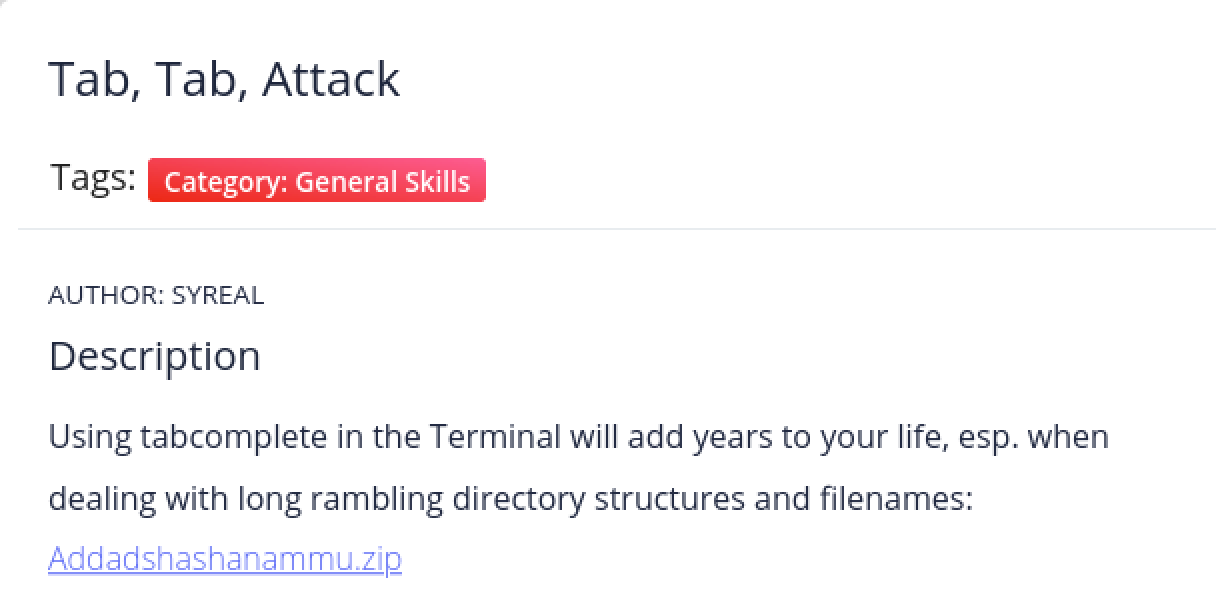 Tab, Tab, Attack
Tags: Category: General Skills
AUTHOR: SYREAL
Description
Using tabcomplete in the Terminal will add years to your life, esp. when
dealing with long rambling directory structures and filenames:
Addadshashanammu.zip